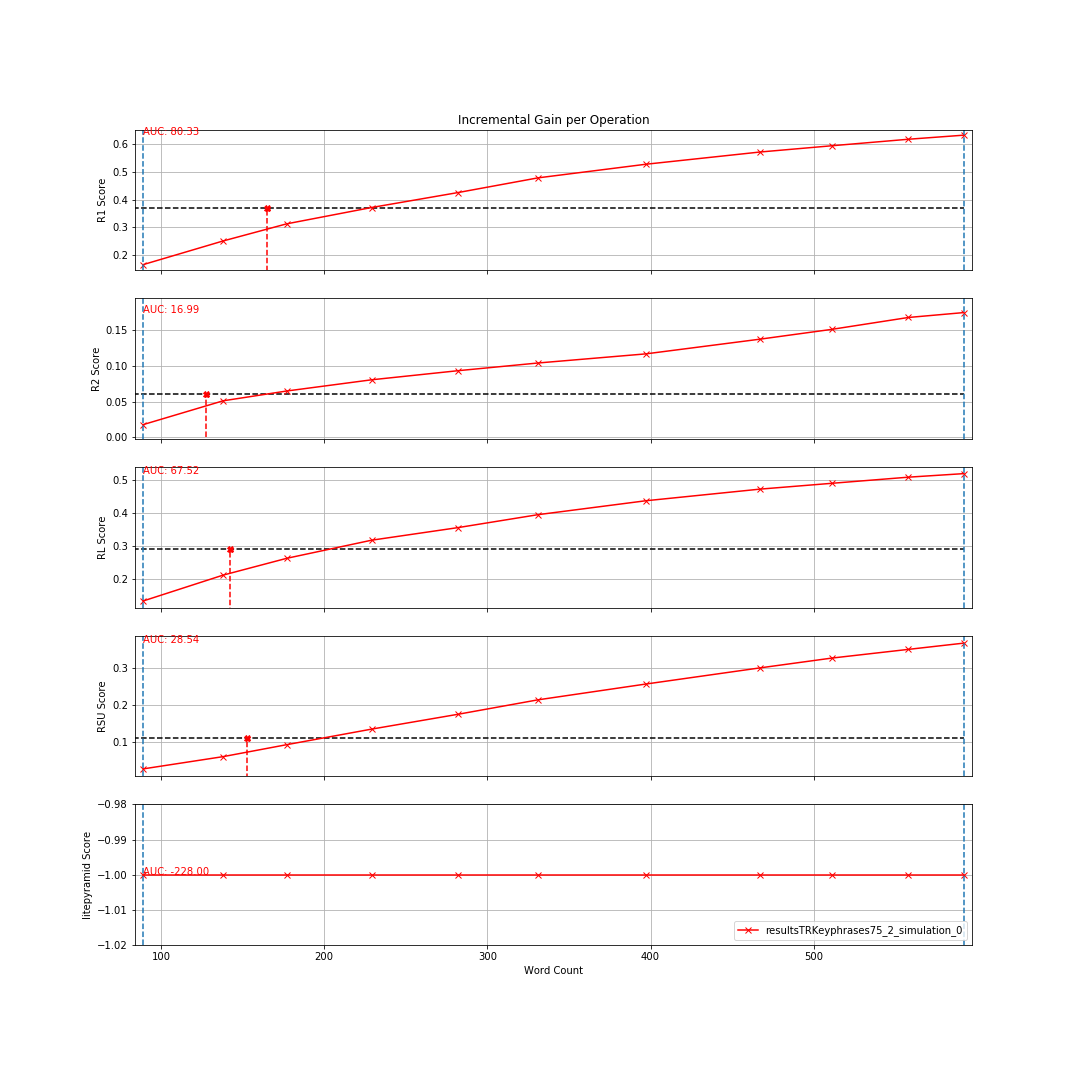 Incremental Gain per Operation
AUC: 80.33
0.6
0.5
0.4
0.3
0.2
R1 Score
AUC: 16.99
0.15
0.10
0.05
0.00
R2 Score
AUC: 67.52
0.5
0.4
0.3
0.2
RL Score
AUC: 28.54
0.3
0.2
0.1
RSU Score
−0.98
−0.99
−1.00
−1.01
−1.02
litepyramid Score
AUC: -228.00
resultsTRKeyphrases75_2_simulation_0
100 200 300 400 500
Word Count